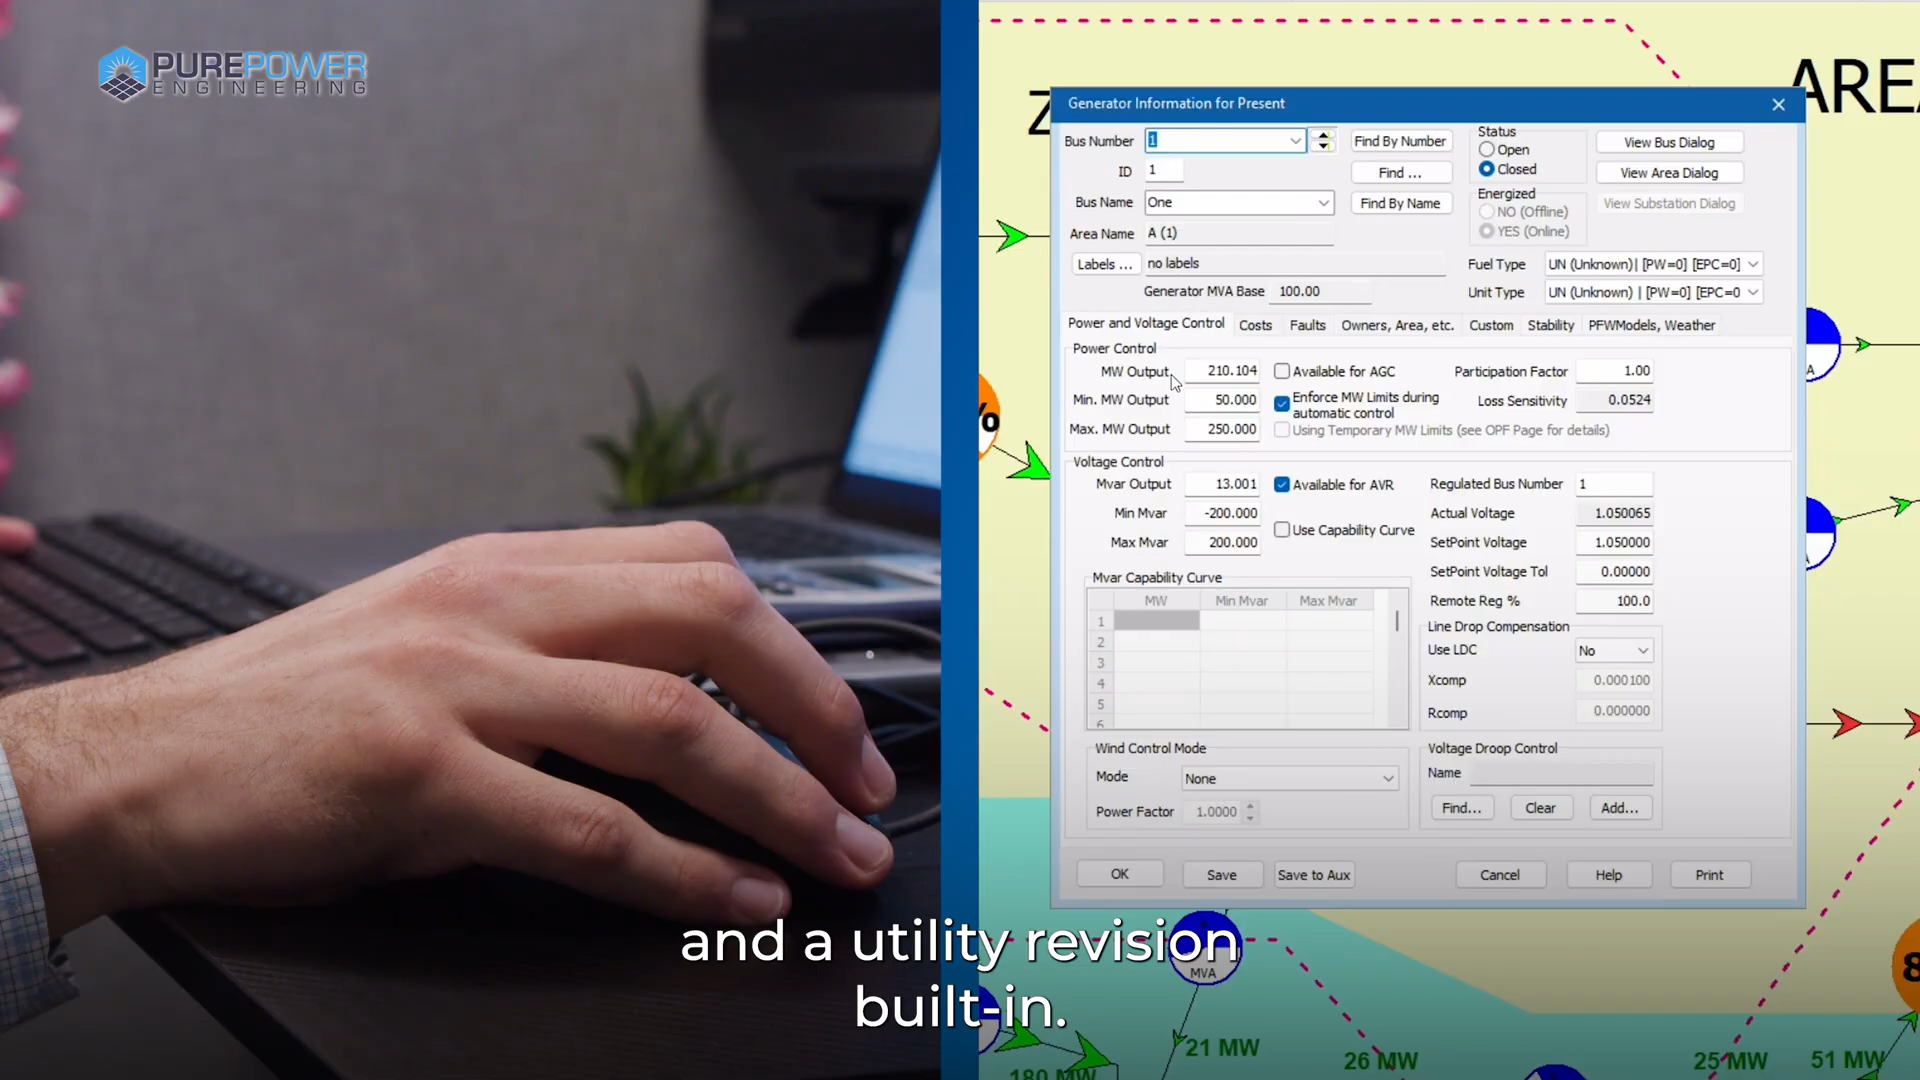 PUREPOWER
ENGINEERING
AREA
Generator Information for Present
Bus Number 1 Find By Number
ID 1 Find ...
Bus Name One Find By Name
Area Name A (1)
Labels ... no labels
Generator MVA Base 100.00
Status
Open
Closed
Energized
NO (Offline)
YES (Online)
View Bus Dialog
View Area Dialog
View Substation Dialog
Fuel Type UN (Unknown)| [PW=0] [EPC=0]
Unit Type UN (Unknown) | [PW=0] [EPC=0
Power and Voltage Control Costs Faults Owners, Area, etc. Custom Stability PFWModels, Weather
Power Control
MW Output 210.104 Available for AGC Participation Factor 1.00
Min. MW Output 50.000 Enforce MW Limits during automatic control Loss Sensitivity 0.0524
Max. MW Output 250.000 Using Temporary MW Limits (see OPF Page for details)
Voltage Control
Mvar Output 13.001 Available for AVR Regulated Bus Number 1
Min Mvar -200.000 Actual Voltage 1.050065
Use Capability Curve
Max Mvar 200.000 SetPoint Voltage 1.050000
SetPoint Voltage Tol 0.00000
Remote Reg % 100.0
Mvar Capability Curve
MW Min Mvar Max Mvar
1
2
3
4
5
6
Line Drop Compensation
Use LDC No
Xcomp 0.000100
Rcomp 0.000000
Wind Control Mode
Mode None
Power Factor 1.0000
Voltage Droop Control
Name
Find... Clear Add...
OK Save Save to Aux Cancel Help Print
%
A
A
MVA
8
21 MW
26 MW
25 MW
51 MW
180 MW
and a utility revision
built-in.